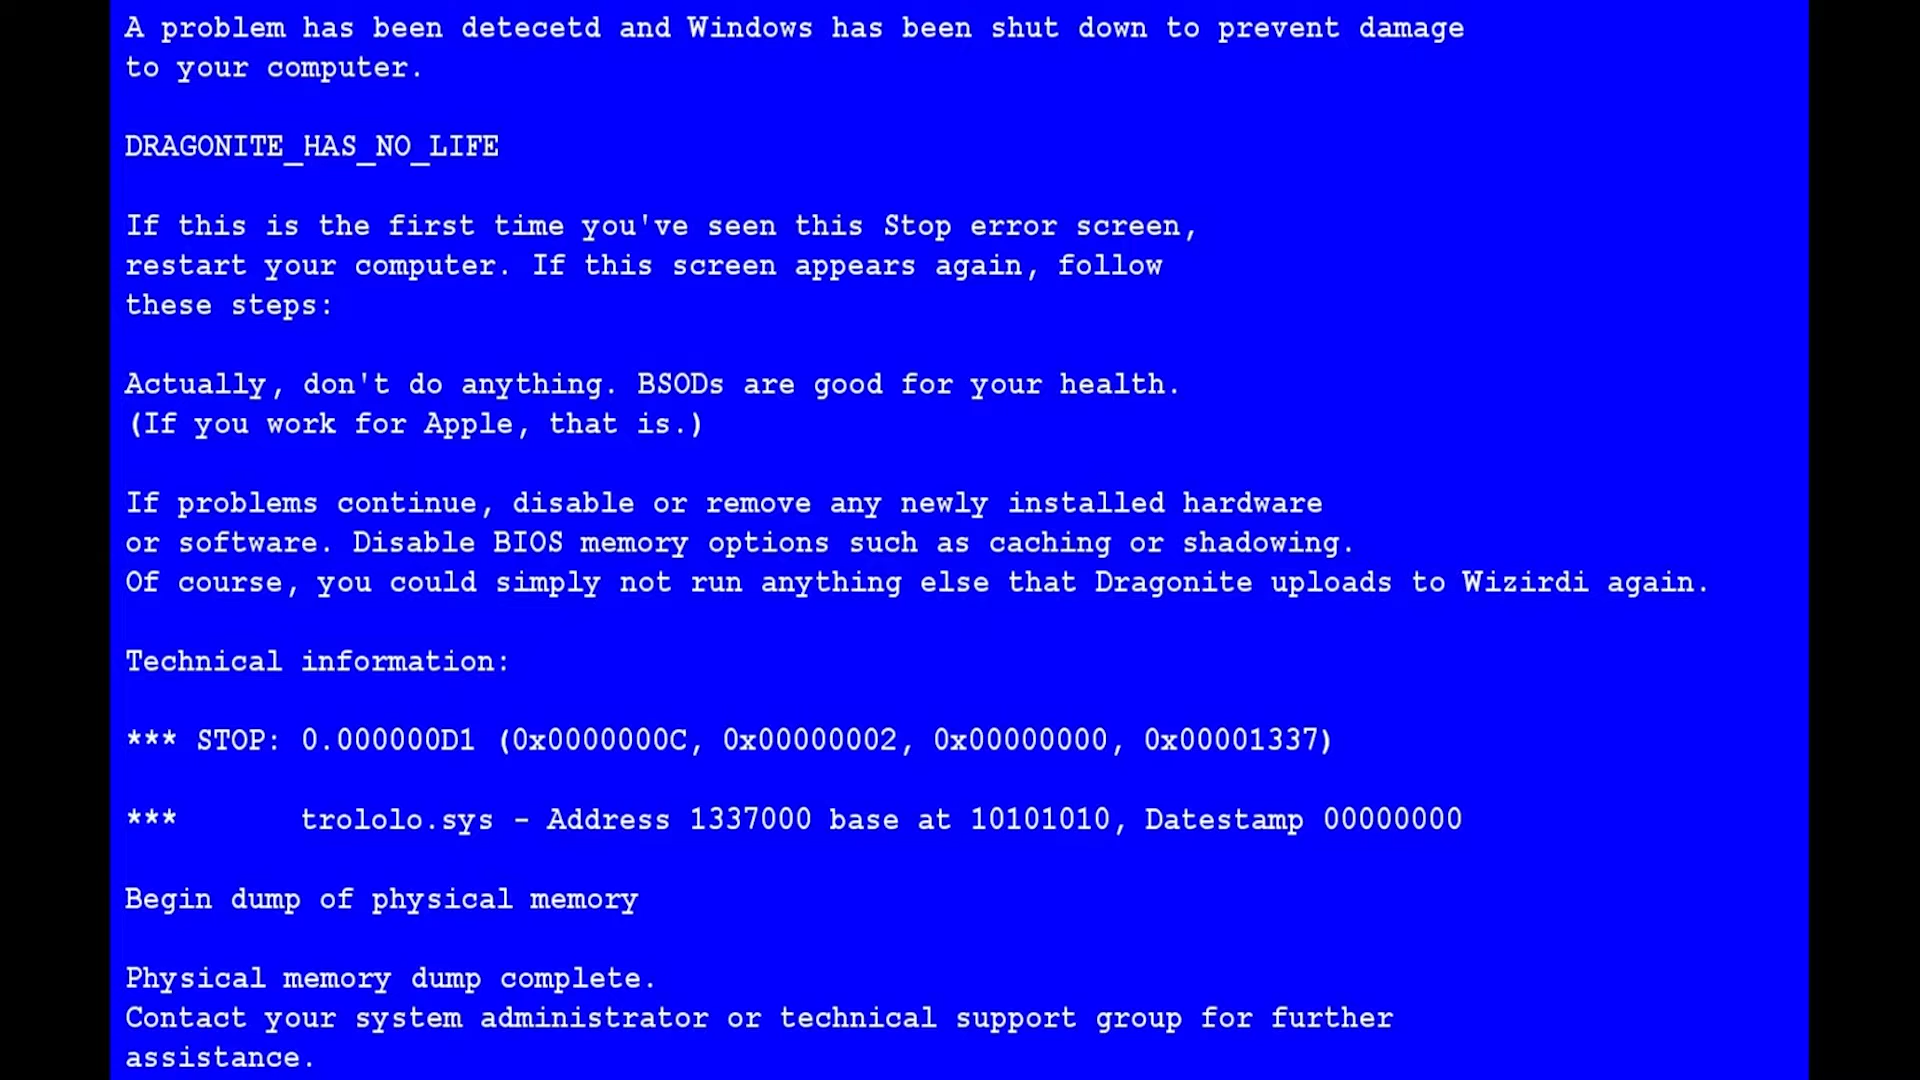 A problem has been detecetd and Windows has been shut down to prevent damage
to your computer.
DRAGONITE_HAS_NO_LIFE
If this is the first time you've seen this Stop error screen,
restart your computer. If this screen appears again, follow
these steps:
Actually, don't do anything. BSODs are good for your health.
(If you work for Apple, that is.)
If problems continue, disable or remove any newly installed hardware
or software. Disable BIOS memory options such as caching or shadowing.
Of course, you could simply not run anything else that Dragonite uploads to Wizirdi again.
Technical information:
*** STOP: 0.000000D1 (0x0000000C, 0x00000002, 0x00000000, 0x00001337)
***       trololo.sys - Address 1337000 base at 10101010, Datestamp 00000000
Begin dump of physical memory
Physical memory dump complete.
Contact your system administrator or technical support group for further
assistance.